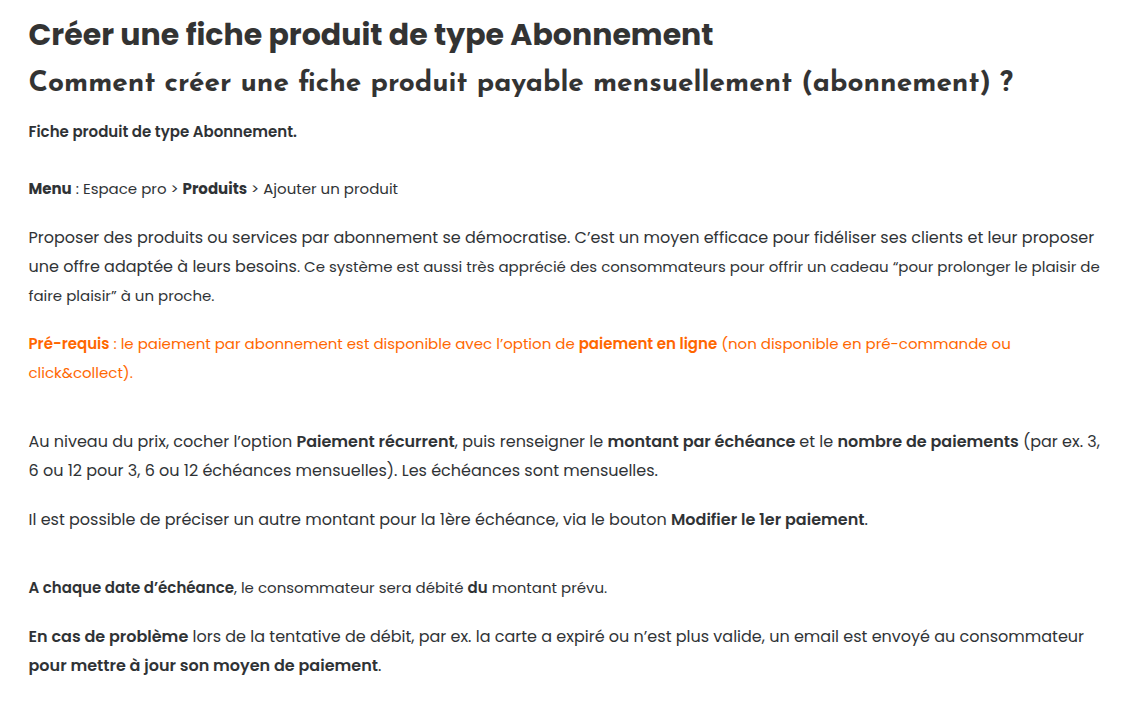 Créer une fiche produit de type Abonnement
Comment créer une fiche produit payable mensuellement (abonnement) ?
Fiche produit de type Abonnement.
Menu : Espace pro > Produits > Ajouter un produit
Proposer des produits ou services par abonnement se démocratise. C’est un moyen efficace pour fidéliser ses clients et leur proposer
une offre adaptée à leurs besoins. Ce système est aussi très apprécié des consommateurs pour offrir un cadeau “pour prolonger le plaisir de
faire plaisir” à un proche.
Pré-requis : le paiement par abonnement est disponible avec l’option de paiement en ligne (non disponible en pré-commande ou
click&collect).
Au niveau du prix, cocher l’option Paiement récurrent, puis renseigner le montant par échéance et le nombre de paiements (par ex. 3,
6 ou 12 pour 3, 6 ou 12 échéances mensuelles). Les échéances sont mensuelles.
Il est possible de préciser un autre montant pour la 1ère échéance, via le bouton Modifier le 1er paiement.
A chaque date d’échéance, le consommateur sera débité du montant prévu.
En cas de problème lors de la tentative de débit, par ex. la carte a expiré ou n’est plus valide, un email est envoyé au consommateur
pour mettre à jour son moyen de paiement.